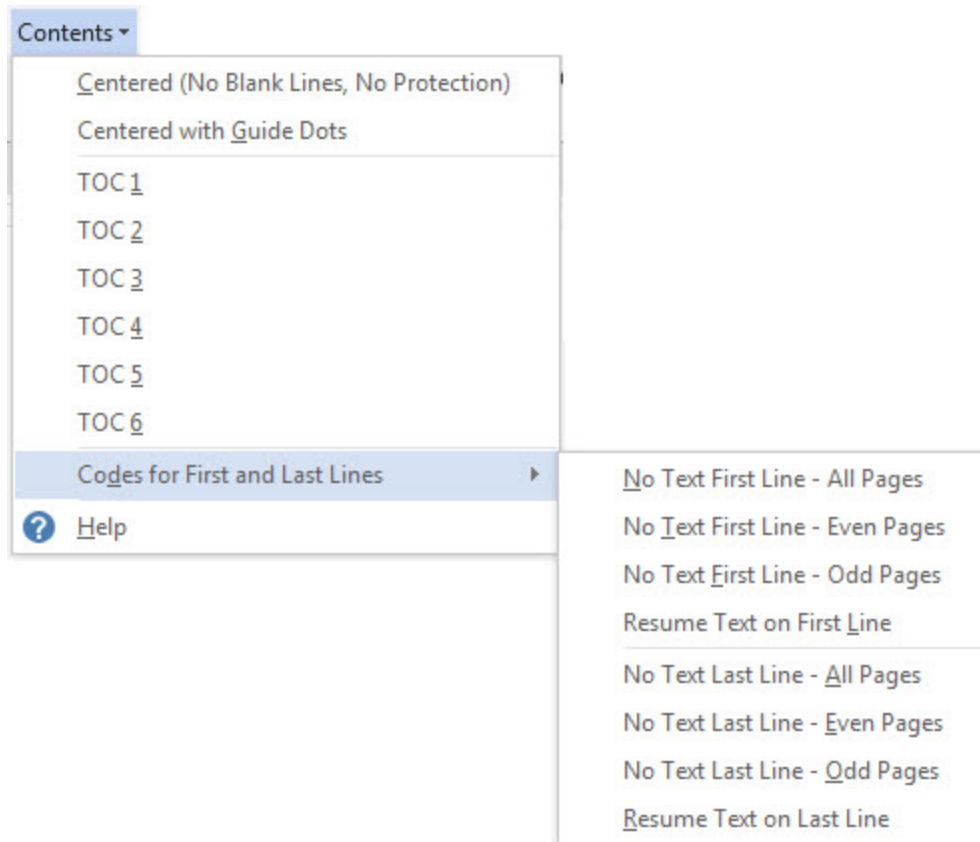 Contents
Centered (No Blank Lines, No Protection)
Centered with Guide Dots
TOC 1
TOC 2
TOC 3
TOC 4
TOC 5
TOC 6
Codes for First and Last Lines
? Help
No Text First Line - All Pages
No Text First Line - Even Pages
No Text First Line - Odd Pages
Resume Text on First Line
No Text Last Line - All Pages
No Text Last Line - Even Pages
No Text Last Line - Odd Pages
Resume Text on Last Line